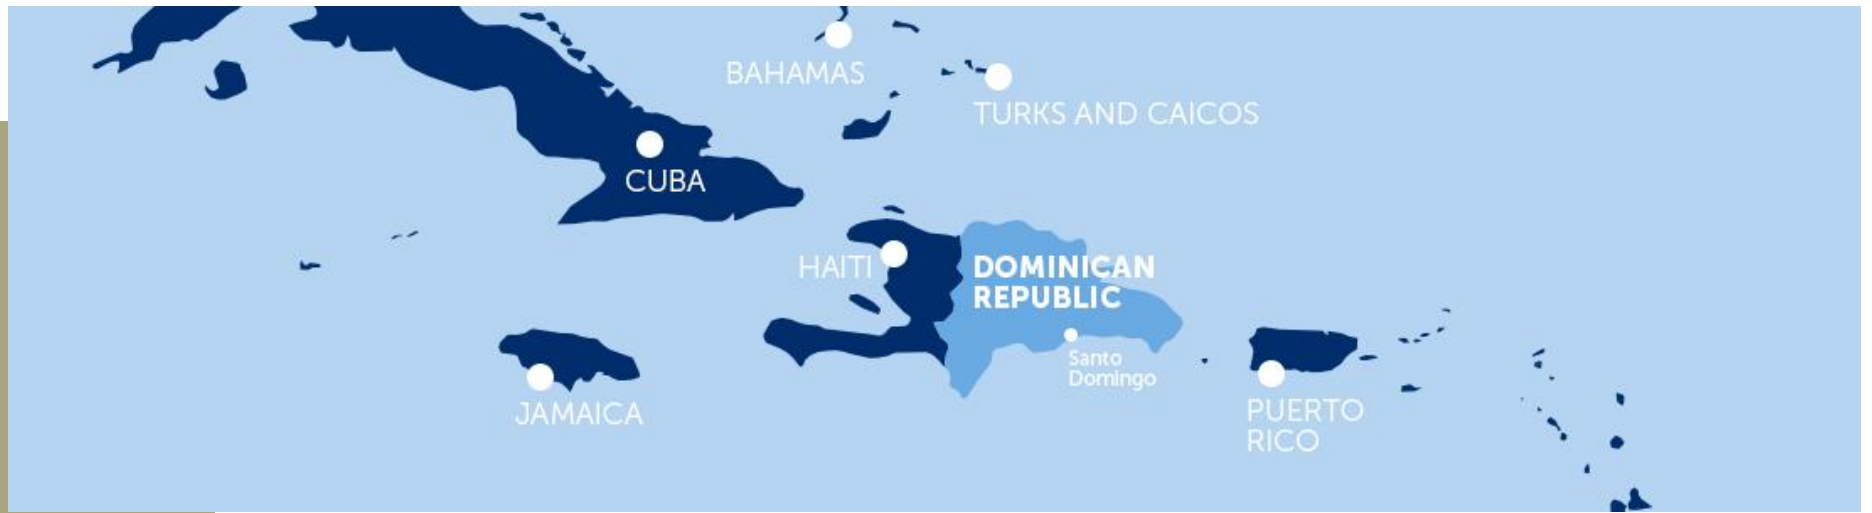 BAHAMAS
TURKS AND CAICOS
CUBA
HAITI
DOMINICAN
REPUBLIC
Santo
Domingo
JAMAICA
PUERTO
RICO